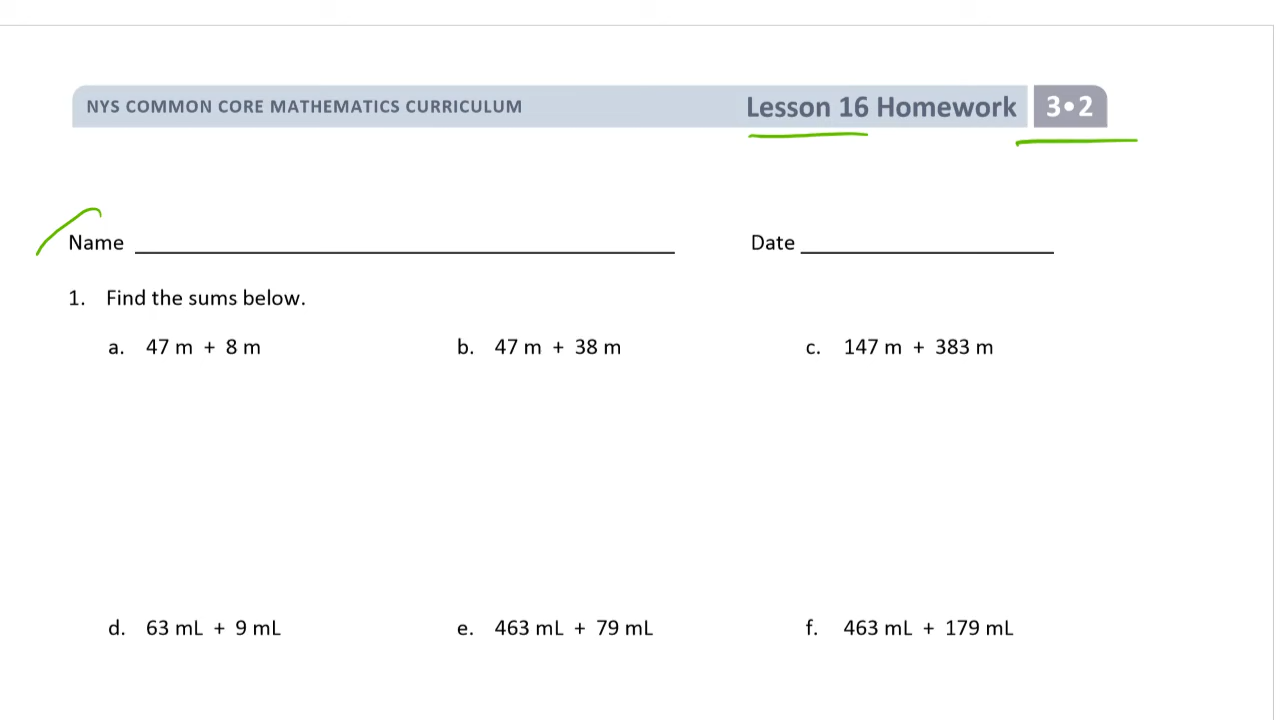 NYS COMMON CORE MATHEMATICS CURRICULUM Lesson 16 Homework 3•2
Name Date
1. Find the sums below.
a. 47 m + 8 m b. 47 m + 38 m c. 147 m + 383 m
d. 63 mL + 9 mL e. 463 mL + 79 mL f. 463 mL + 179 mL